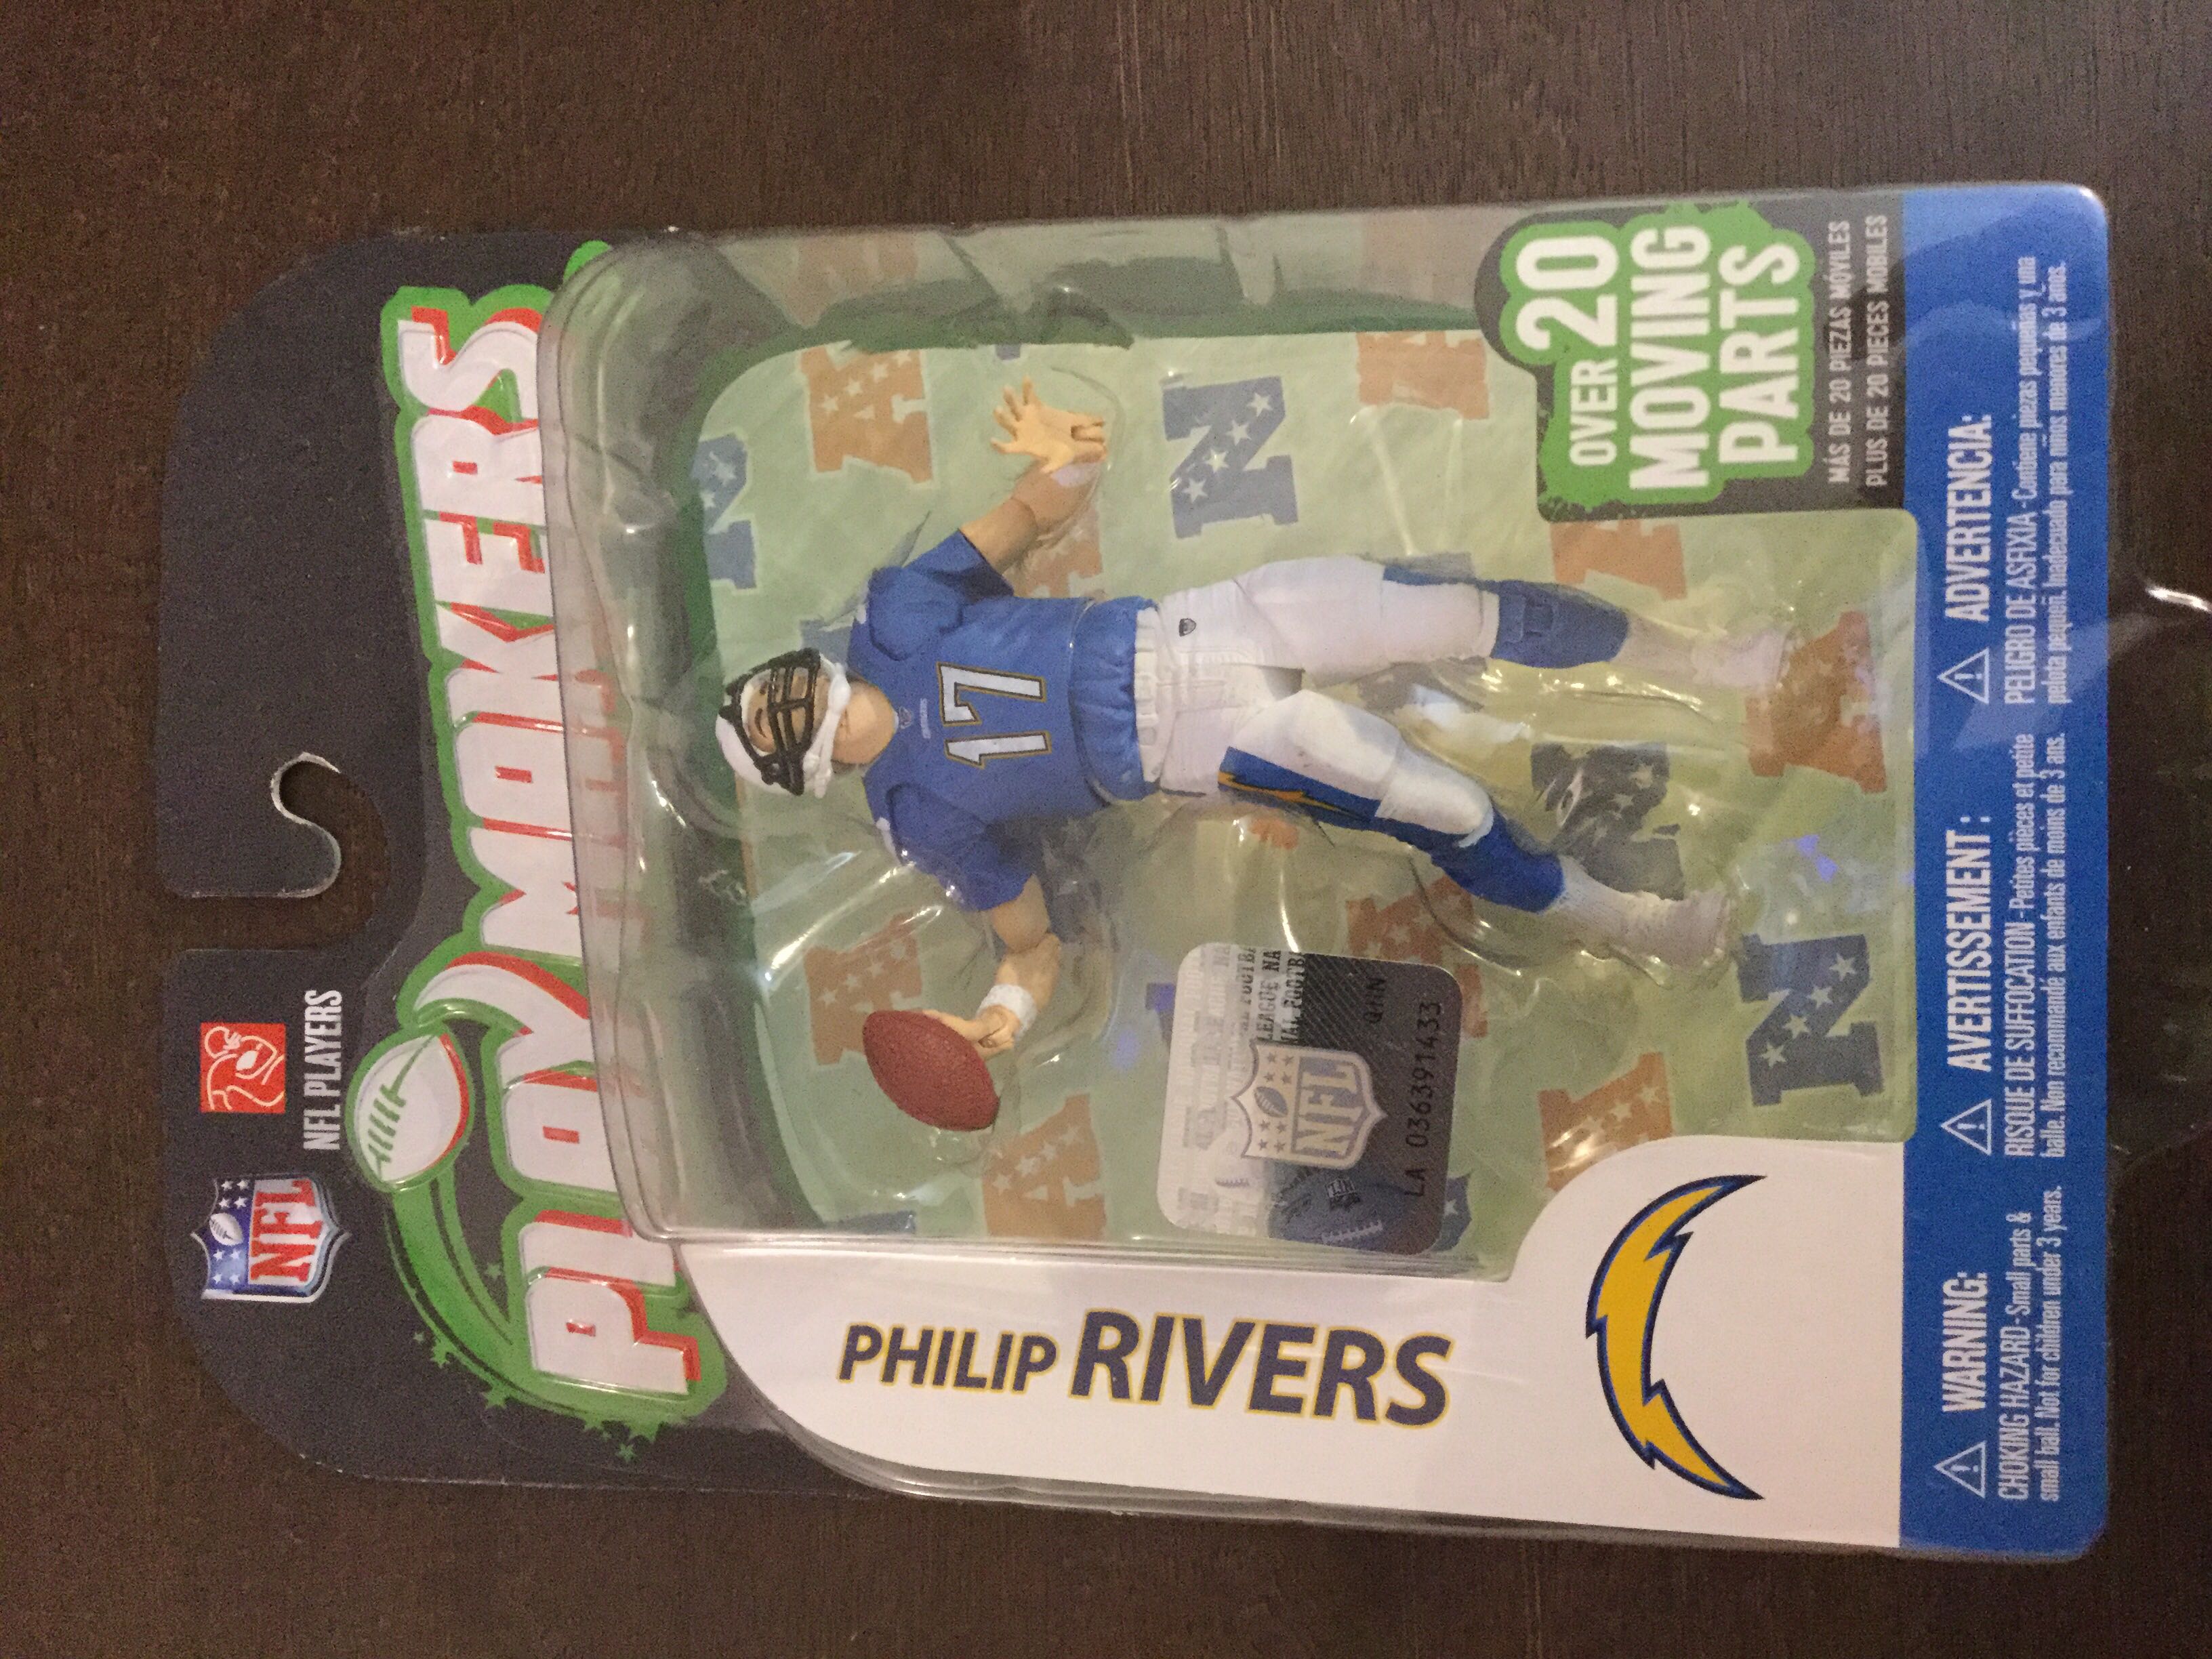 NFL
NFL PLAYERS
PLAYMAKERS
PHILIP RIVERS
17
NFL
LA 036391433
OVER 20
MOVING
PARTS
MÁS DE 20 PIEZAS MÓVILES
PLUS DE 20 PIECES MOBILES
WARNING:
CHOKING HAZARD-Small parts &
small ball. Not for children under 3 years.
AVERTISSEMENT:
RISQUE DE SUFFOCATION-Petites pièces et petite
balle. Non recommandé aux enfants de moins de 3 ans.
ADVERTENCIA:
PELIGRO DE ASFIXIA-Contiene piezas pequeñas y una
pelota pequeñ. Inadecuado para niños menores de 3 años.